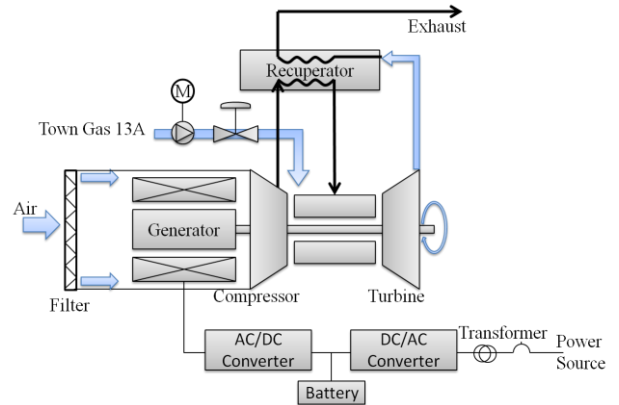 Exhaust
Recuperator
M
Town Gas 13A
Air
Generator
Filter
Compressor
Turbine
AC/DC
Converter
DC/AC
Converter
Transformer
Power
Source
Battery